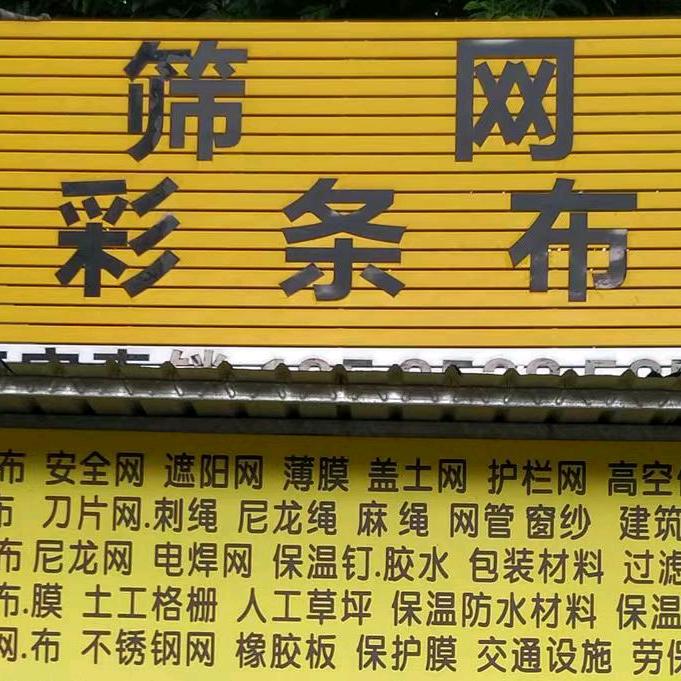 筛 网
彩 条 布
布 安全网 遮阳网 薄膜 盖土网 护栏网 高空
布 刀片网.刺绳 尼龙绳 麻绳 网管 窗纱 建筑
布 尼龙网 电焊网 保温钉.胶水 包装材料 过滤
布.膜 土工格栅 人工草坪 保温防水材料 保温
网.布 不锈钢网 橡胶板 保护膜 交通设施 劳保